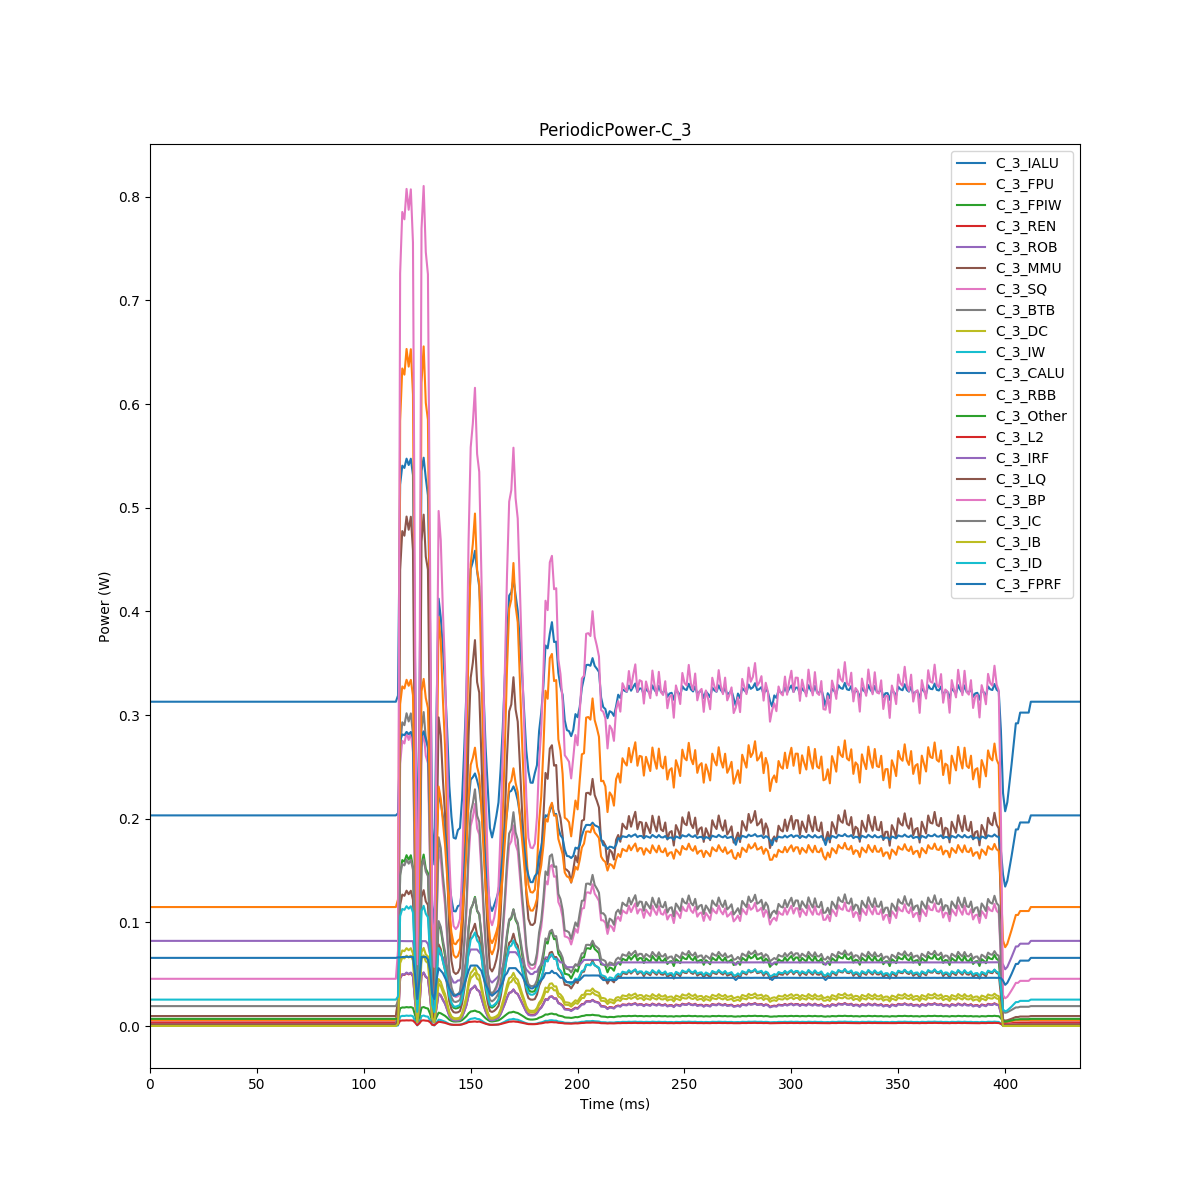 PeriodicPower-C_3
C_3_IALU
C_3_FPU
C_3_FPIW
C_3_REN
C_3_ROB
C_3_MMU
C_3_SQ
C_3_BTB
C_3_DC
C_3_IW
C_3_CALU
C_3_RBB
C_3_Other
C_3_L2
C_3_IRF
C_3_LQ
C_3_BP
C_3_IC
C_3_IB
C_3_ID
C_3_FPRF
0.8
0.7
0.6
0.5
0.4
0.3
0.2
0.1
0.0
Power (W)
0 50 100 150 200 250 300 350 400
Time (ms)